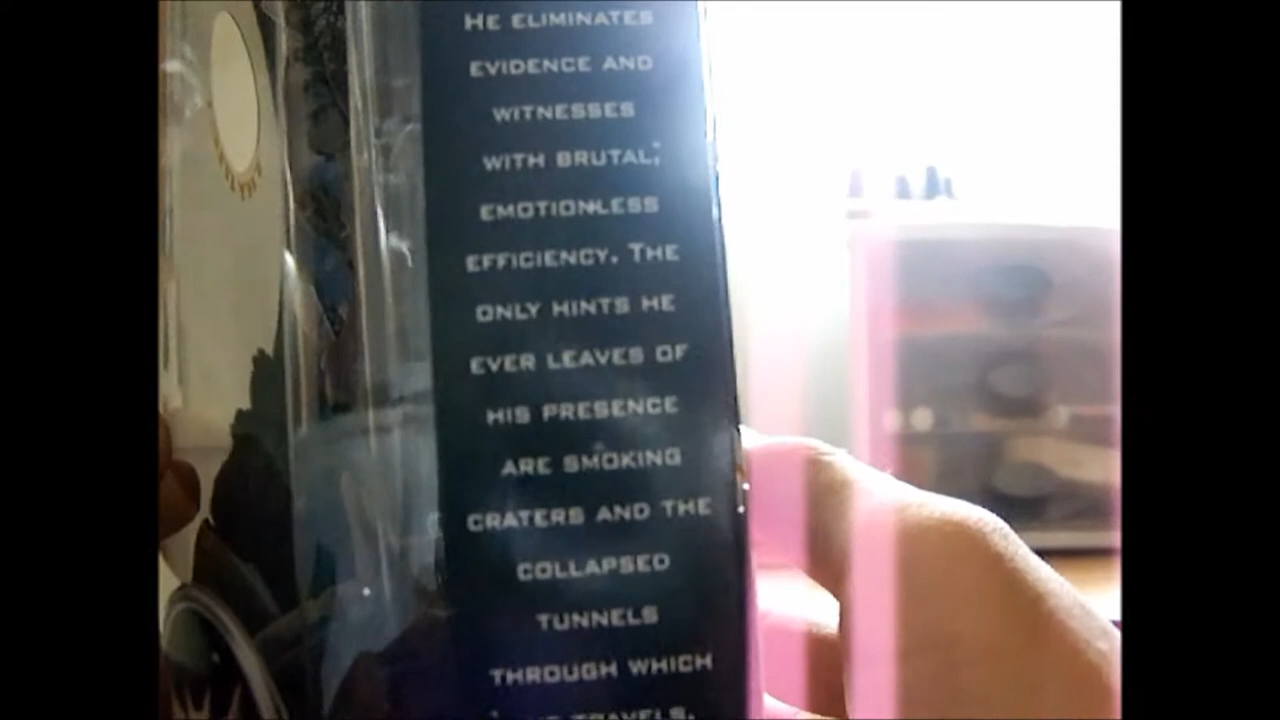 HE ELIMINATES
EVIDENCE AND
WITNESSES
WITH BRUTAL,
EMOTIONLESS
EFFICIENCY. THE
ONLY HINTS HE
EVER LEAVES OF
HIS PRESENCE
ARE SMOKING
CRATERS AND THE
COLLAPSED
TUNNELS
THROUGH WHICH
TRAVELS.